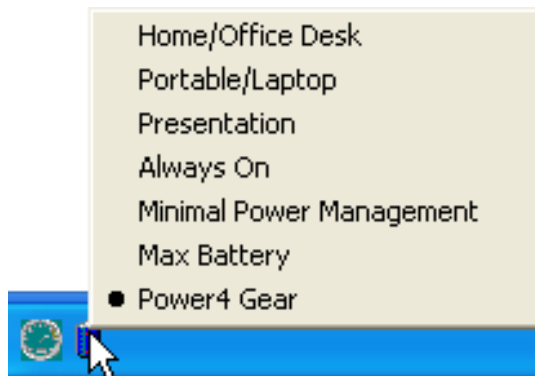 Home/Office Desk
Portable/Laptop
Presentation
Always On
Minimal Power Management
Max Battery
Power4 Gear